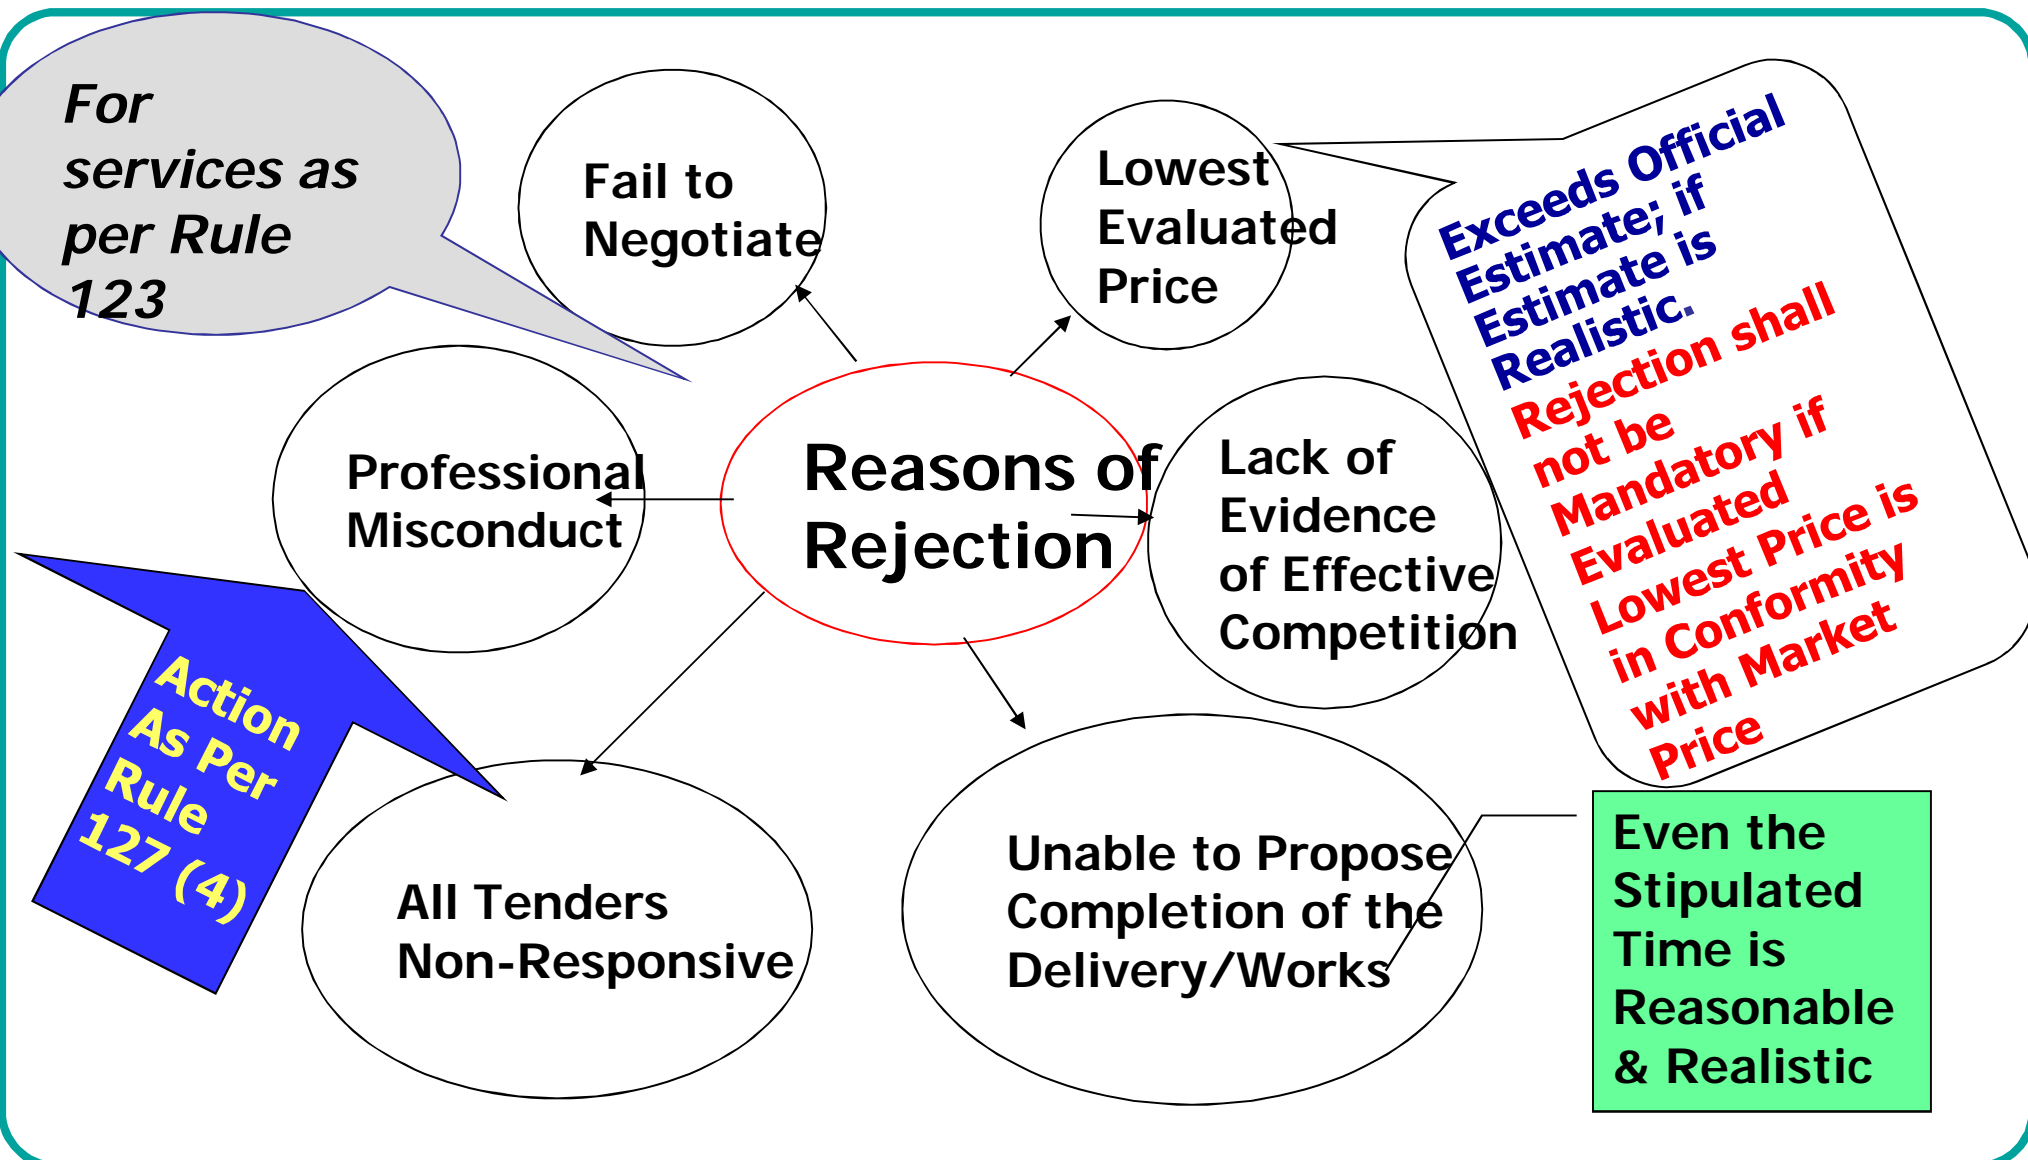 For
services as
per Rule
123
Fail to
Negotiate
Lowest
Evaluated
Price
Exceeds Official
Estimate; if
Estimate is
Realistic.
Rejection shall
not be
Mandatory if
Evaluated
Lowest Price is
in Conformity
with Market
Price
Professional
Misconduct
Reasons of
Rejection
Lack of
Evidence
of Effective
Competition
Action
As Per
Rule
127 (4)
All Tenders
Non-Responsive
Unable to Propose
Completion of the
Delivery/Works
Even the
Stipulated
Time is
Reasonable
& Realistic